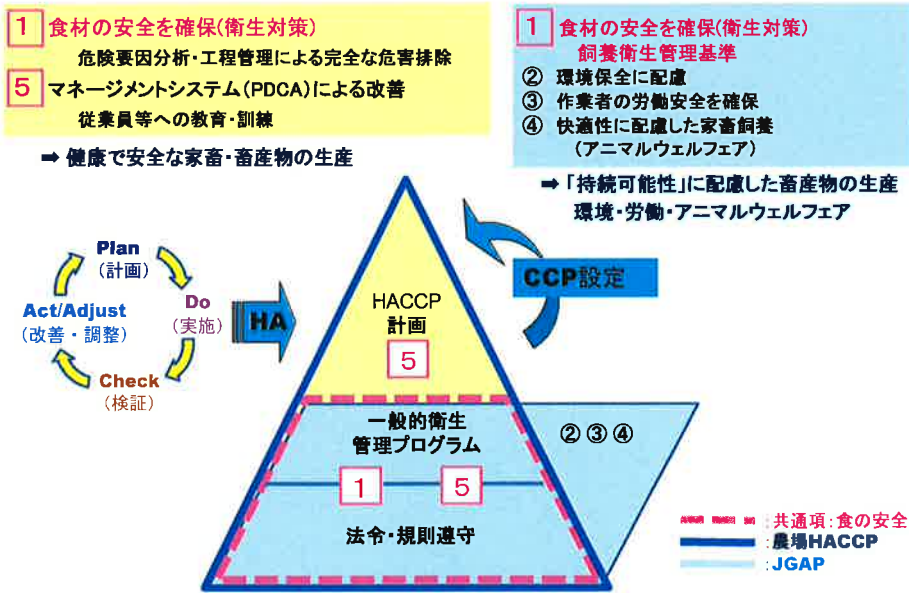 1 食材の安全を確保(衛生対策)
危険要因分析・工程管理による完全な危害排除
5 マネージメントシステム(PDCA)による改善
従業員等への教育・訓練
➡ 健康で安全な家畜・畜産物の生産
1 食材の安全を確保(衛生対策)
飼養衛生管理基準
② 環境保全に配慮
③ 作業者の労働安全を確保
④ 快適性に配慮した家畜飼養
(アニマルウェルフェア)
➡ 「持続可能性」に配慮した畜産物の生産
環境・労働・アニマルウェルフェア
Plan
(計画)
Do
(実施)
Check
(検証)
Act/Adjust
(改善・調整)
HA
CCP設定
HACCP
計画
5
一般的衛生
管理プログラム
1 5
法令・規則遵守
②③④
:共通項:食の安全
:農場HACCP
:JGAP